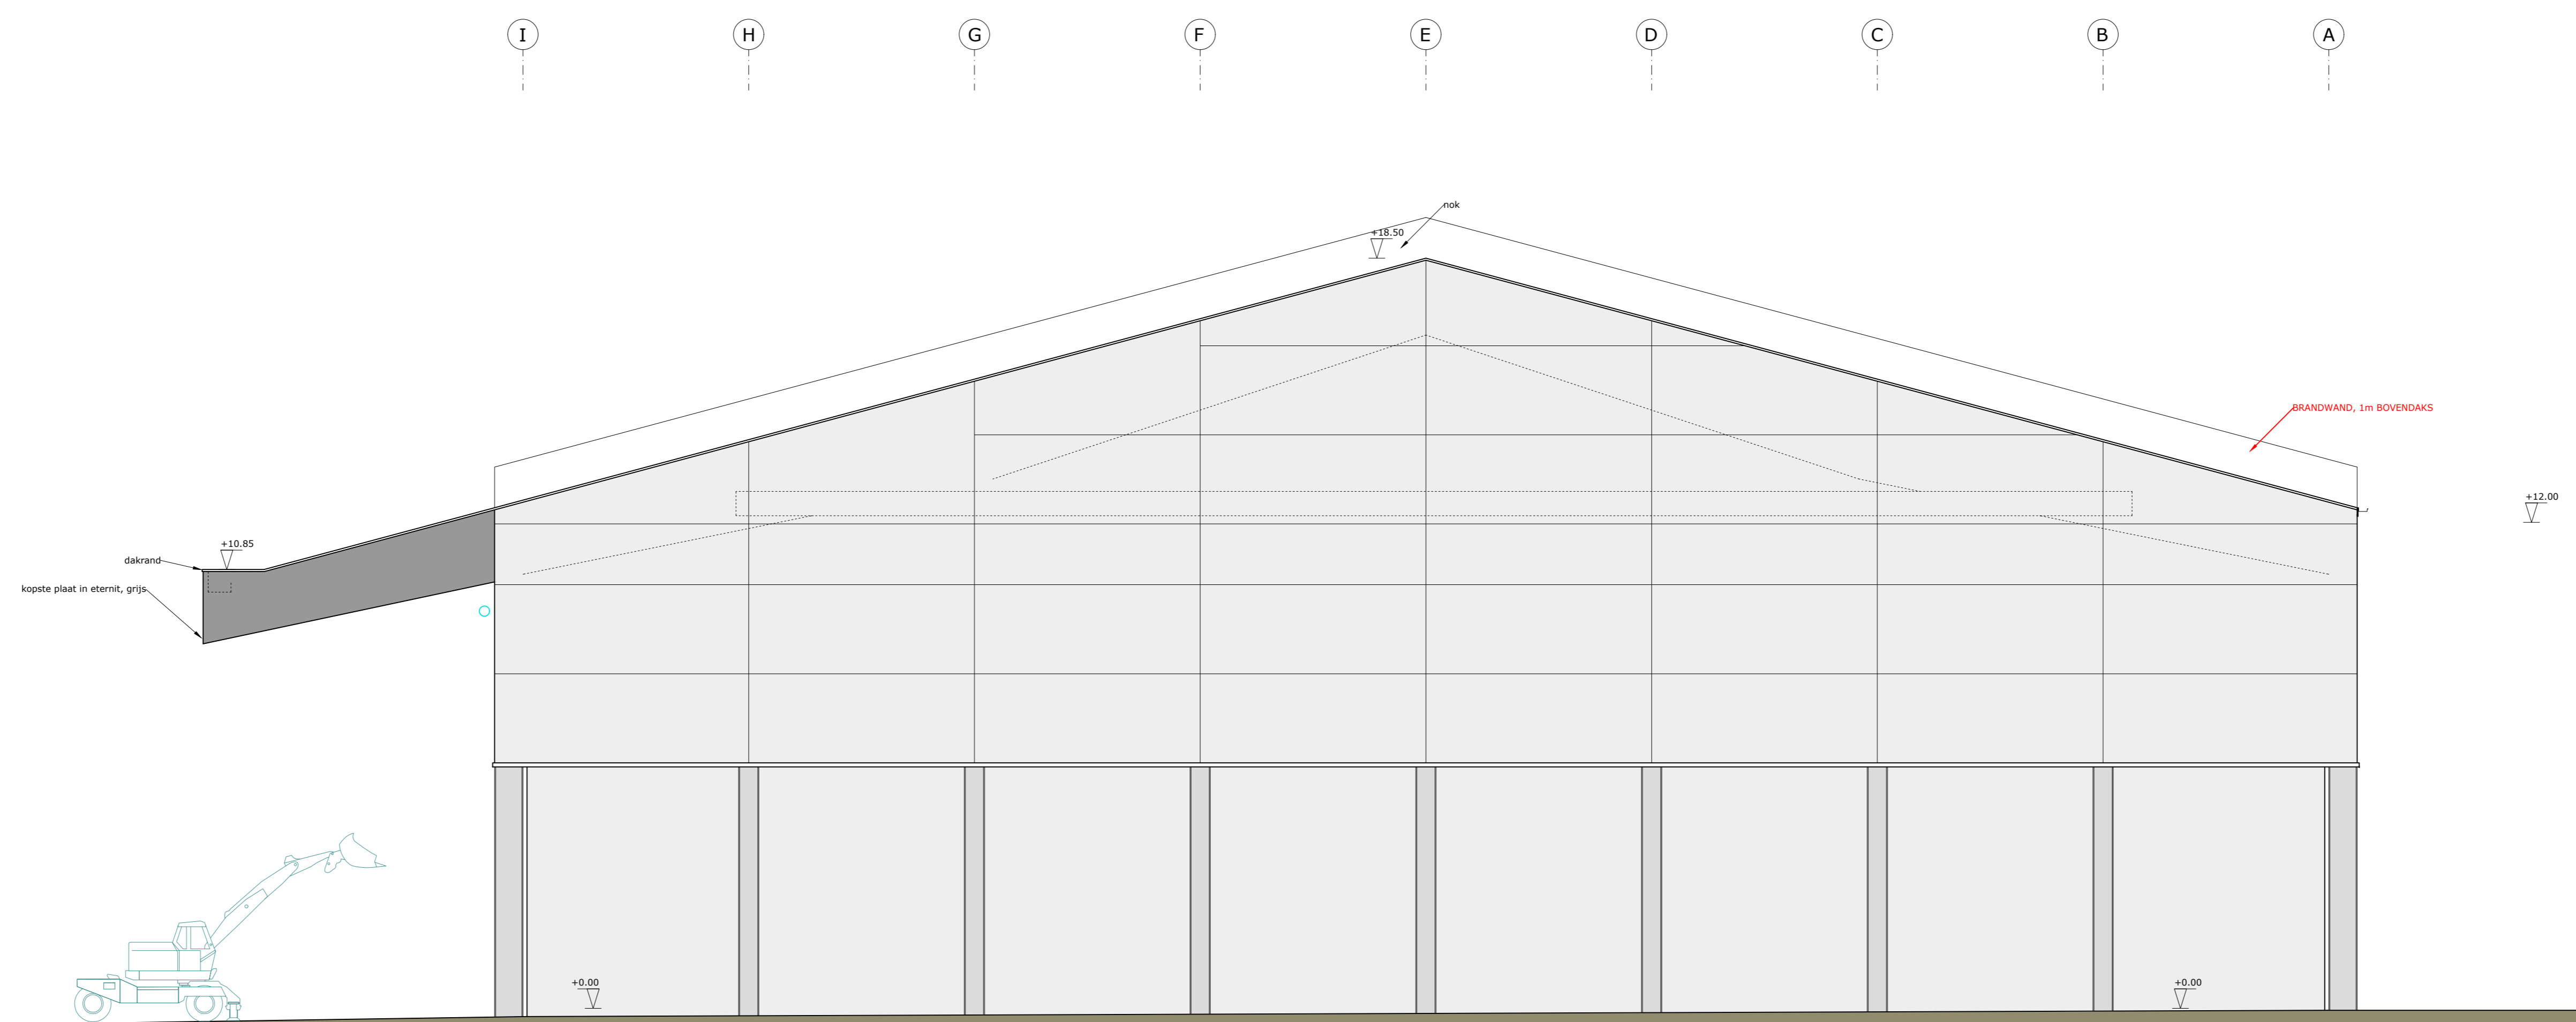 I
H
G
F
E
D
C
B
A
nok
+18.50
BRANDWAND, 1m BOVENDAKS
+12.00
+10.85
dakrand
kopste plaat in eternit, grijs
+0.00
+0.00